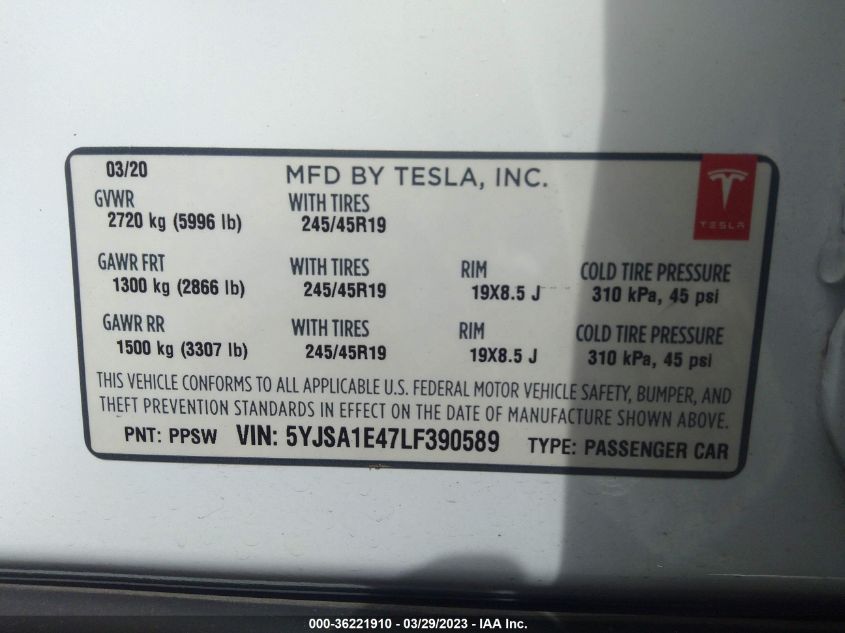 03/20 MFD BY TESLA, INC.
TESLA
GVWR WITH TIRES
2720 kg (5996 lb) 245/45R19
GAWR FRT WITH TIRES RIM COLD TIRE PRESSURE
1300 kg (2866 lb) 245/45R19 19X8.5 J 310 kPa, 45 psi
GAWR RR WITH TIRES RIM COLD TIRE PRESSURE
1500 kg (3307 lb) 245/45R19 19X8.5 J 310 kPa, 45 psi
THIS VEHICLE CONFORMS TO ALL APPLICABLE U.S. FEDERAL MOTOR VEHICLE SAFETY, BUMPER, AND
THEFT PREVENTION STANDARDS IN EFFECT ON THE DATE OF MANUFACTURE SHOWN ABOVE.
PNT: PPSW VIN: 5YJSA1E47LF390589 TYPE: PASSENGER CAR
000-36221910 - 03/29/2023 - IAA Inc.